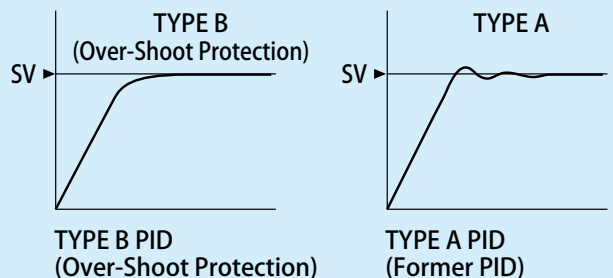 TYPE B
(Over-Shoot Protection)
SV
TYPE B PID
(Over-Shoot Protection)
TYPE A
SV
TYPE A PID
(Former PID)